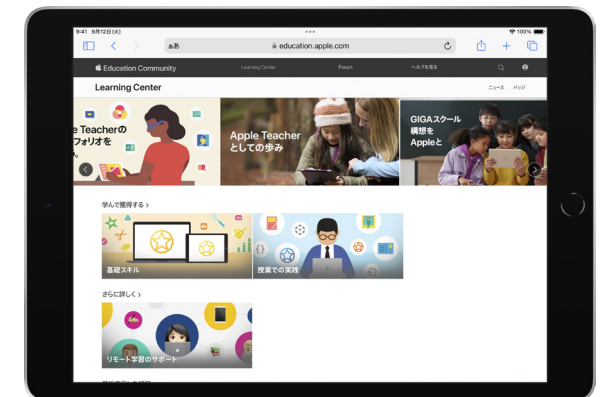 9:41 9月12日(火)
100%
ああ
education.apple.com
Education Community
Learning Center
Forum
ヘルプを見る
Learning Center
ニュース
バッジ
e Teacherの
フォリオを
Apple Teacher
としての歩み
GIGAスクール
構想を
Appleと
学んで獲得する >
基礎スキル
授業での実践
さらに詳しく >
リモート学習のサポート